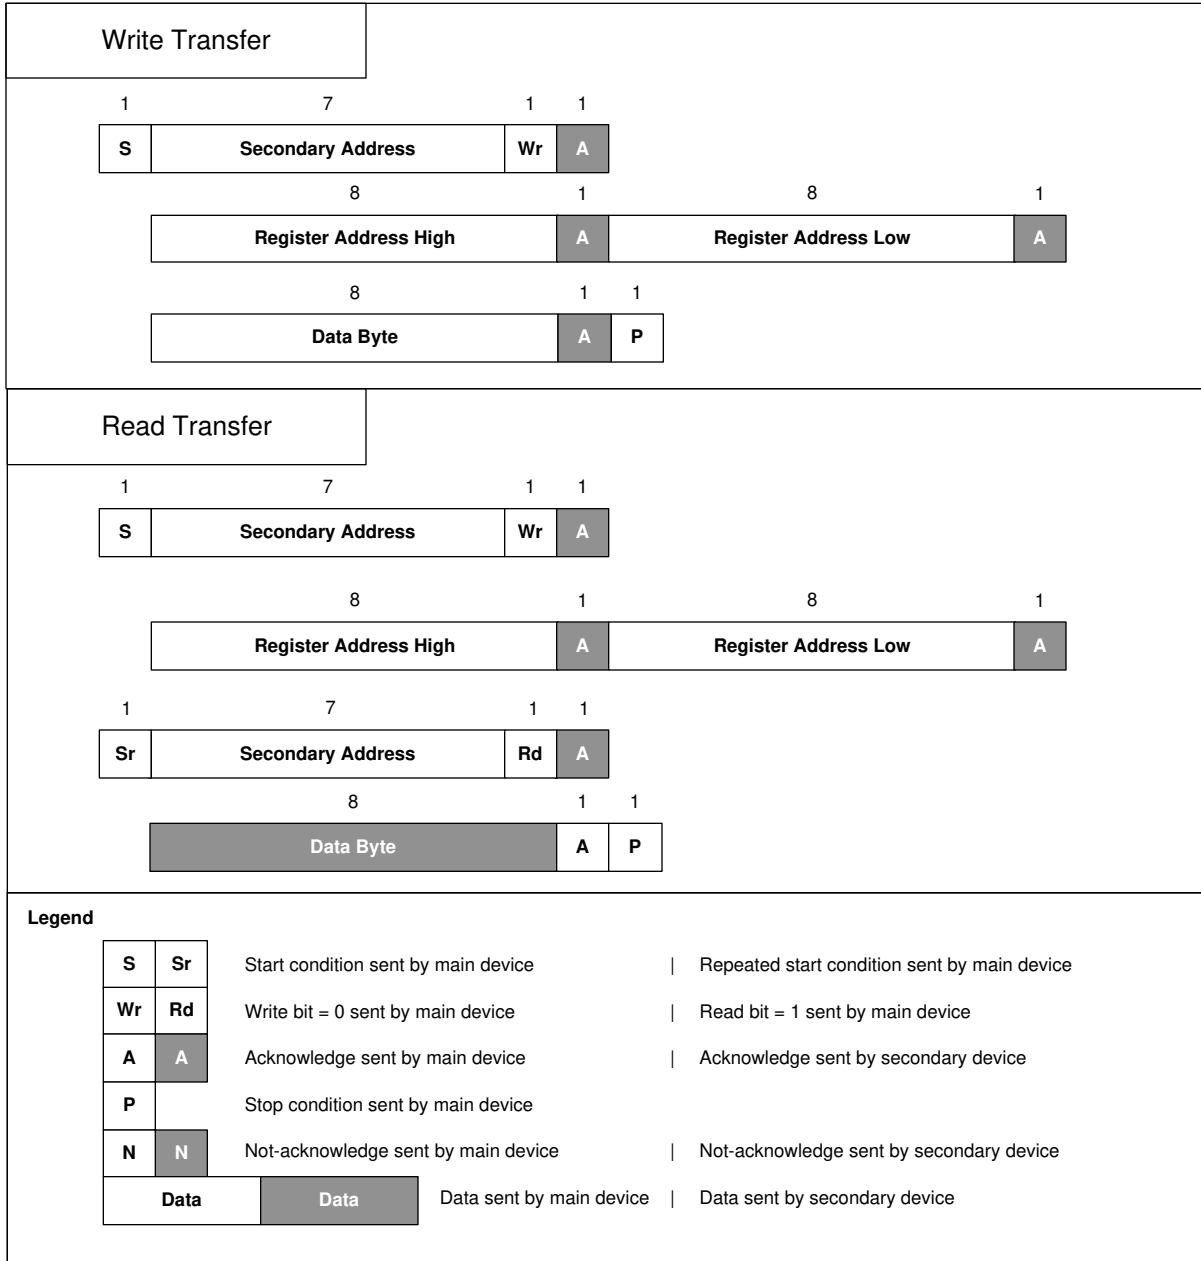 Write Transfer
1 7 1 1
S Secondary Address Wr A
8 1 8 1
Register Address High A Register Address Low A
8 1 1
Data Byte A P
Read Transfer
1 7 1 1
S Secondary Address Wr A
8 1 8 1
Register Address High A Register Address Low A
1 7 1 1
Sr Secondary Address Rd A
8 1 1
Data Byte A P
Legend
S Sr Start condition sent by main device | Repeated start condition sent by main device
Wr Rd Write bit = 0 sent by main device | Read bit = 1 sent by main device
A A Acknowledge sent by main device | Acknowledge sent by secondary device
P Stop condition sent by main device
N N Not-acknowledge sent by main device | Not-acknowledge sent by secondary device
Data Data Data sent by main device | Data sent by secondary device